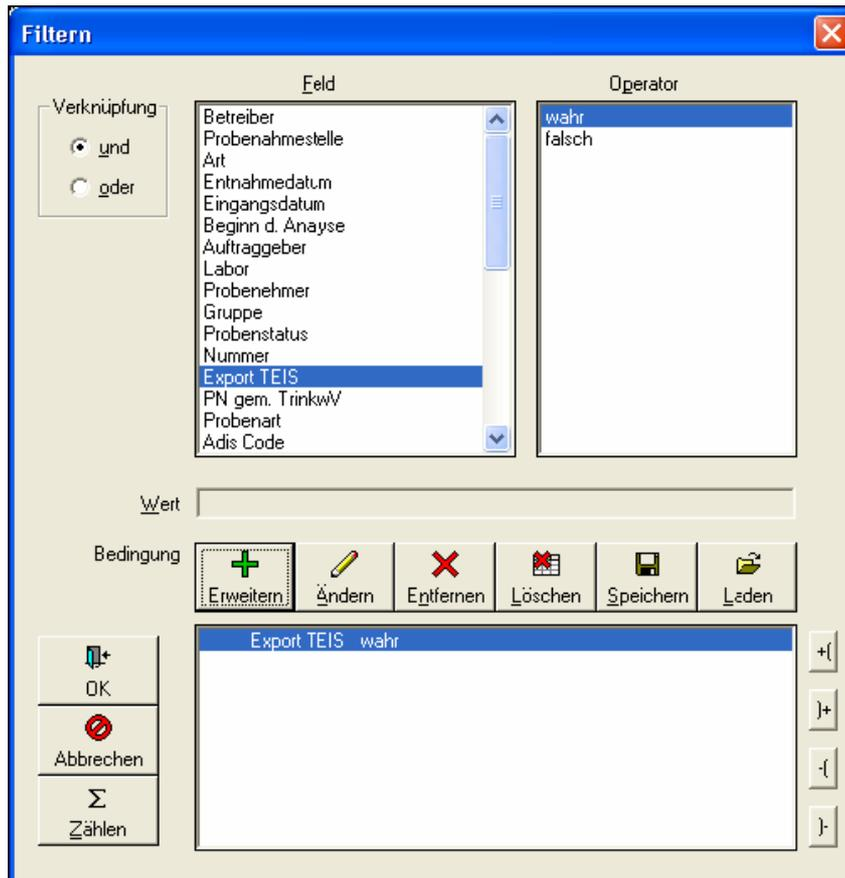 Filtern
Feld
Operator
Verknüpfung
und
oder
Betreiber
Probenahmestelle
Art
Entnahmedatum
Eingangsdatum
Beginn d. Anayse
Auftraggeber
Labor
Probenehmer
Gruppe
Probenstatus
Nummer
Export TEIS
PN gem. TrinkwV
Probenart
Adis Code
wahr
falsch
Wert
Bedingung
Erweitern
Ändern
Entfernen
Löschen
Speichern
Laden
Export TEIS wahr
OK
Abbrechen
Σ
Zählen
+(
)+
-(
)-